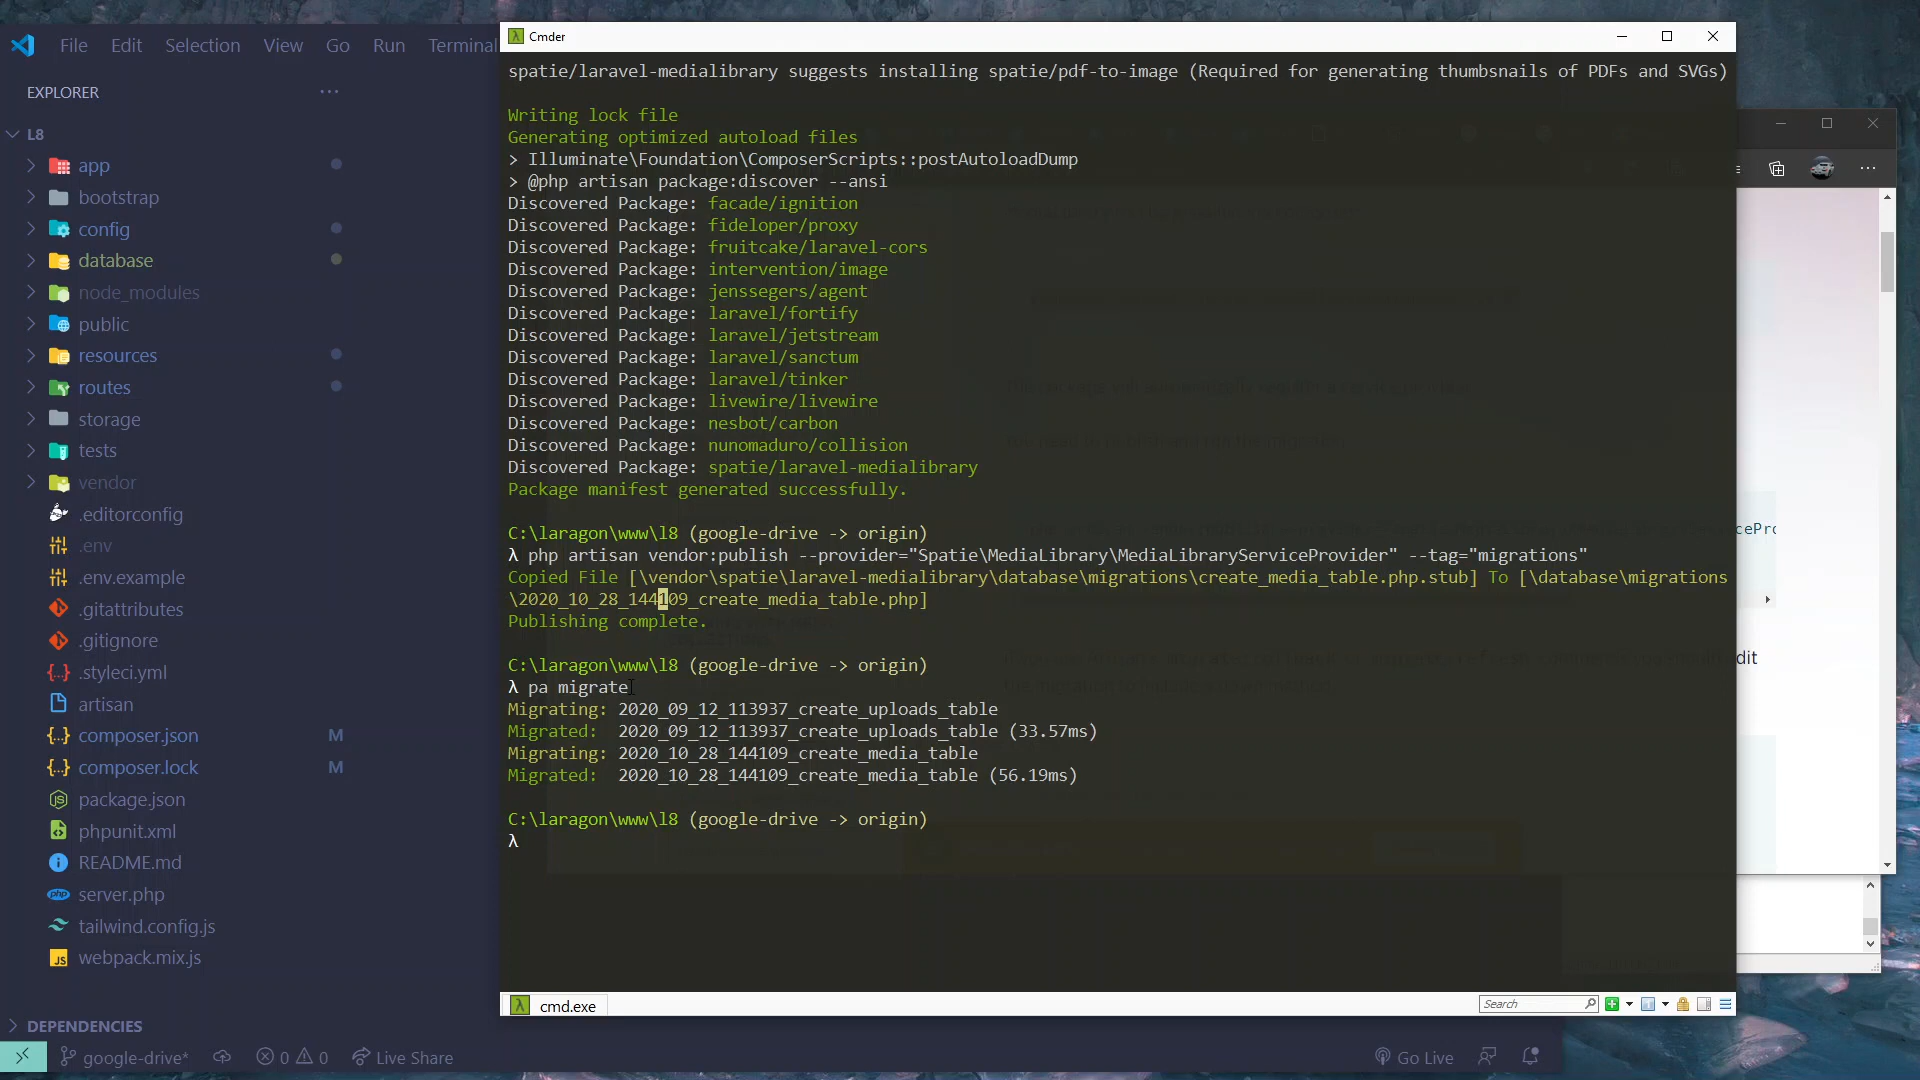 File Edit Selection View Go Run Terminal
EXPLORER ...
L8
app
bootstrap
config
database
node_modules
public
resources
routes
storage
tests
vendor
.editorconfig
.env
.env.example
.gitattributes
.gitignore
.styleci.yml
artisan
composer.json M
composer.lock M
package.json
phpunit.xml
README.md
server.php
tailwind.config.js
webpack.mix.js
DEPENDENCIES
google-drive* 0 0 Live Share
Cmder
spatie/laravel-medialibrary suggests installing spatie/pdf-to-image (Required for generating thumbsnails of PDFs and SVGs)
Writing lock file
Generating optimized autoload files
> Illuminate\Foundation\ComposerScripts::postAutoloadDump
> @php artisan package:discover --ansi
Discovered Package: facade/ignition
Discovered Package: fideloper/proxy
Discovered Package: fruitcake/laravel-cors
Discovered Package: intervention/image
Discovered Package: jenssegers/agent
Discovered Package: laravel/fortify
Discovered Package: laravel/jetstream
Discovered Package: laravel/sanctum
Discovered Package: laravel/tinker
Discovered Package: livewire/livewire
Discovered Package: nesbot/carbon
Discovered Package: nunomaduro/collision
Discovered Package: spatie/laravel-medialibrary
Package manifest generated successfully.
C:\laragon\www\l8 (google-drive -> origin)
λ php artisan vendor:publish --provider="Spatie\MediaLibrary\MediaLibraryServiceProvider" --tag="migrations"
Copied File [\vendor\spatie\laravel-medialibrary\database\migrations\create_media_table.php.stub] To [\database\migrations
\2020_10_28_144109_create_media_table.php]
Publishing complete.
C:\laragon\www\l8 (google-drive -> origin)
λ pa migrate
Migrating: 2020_09_12_113937_create_uploads_table
Migrated:  2020_09_12_113937_create_uploads_table (33.57ms)
Migrating: 2020_10_28_144109_create_media_table
Migrated:  2020_10_28_144109_create_media_table (56.19ms)
C:\laragon\www\l8 (google-drive -> origin)
λ
cmd.exe Search
edit
Go Live